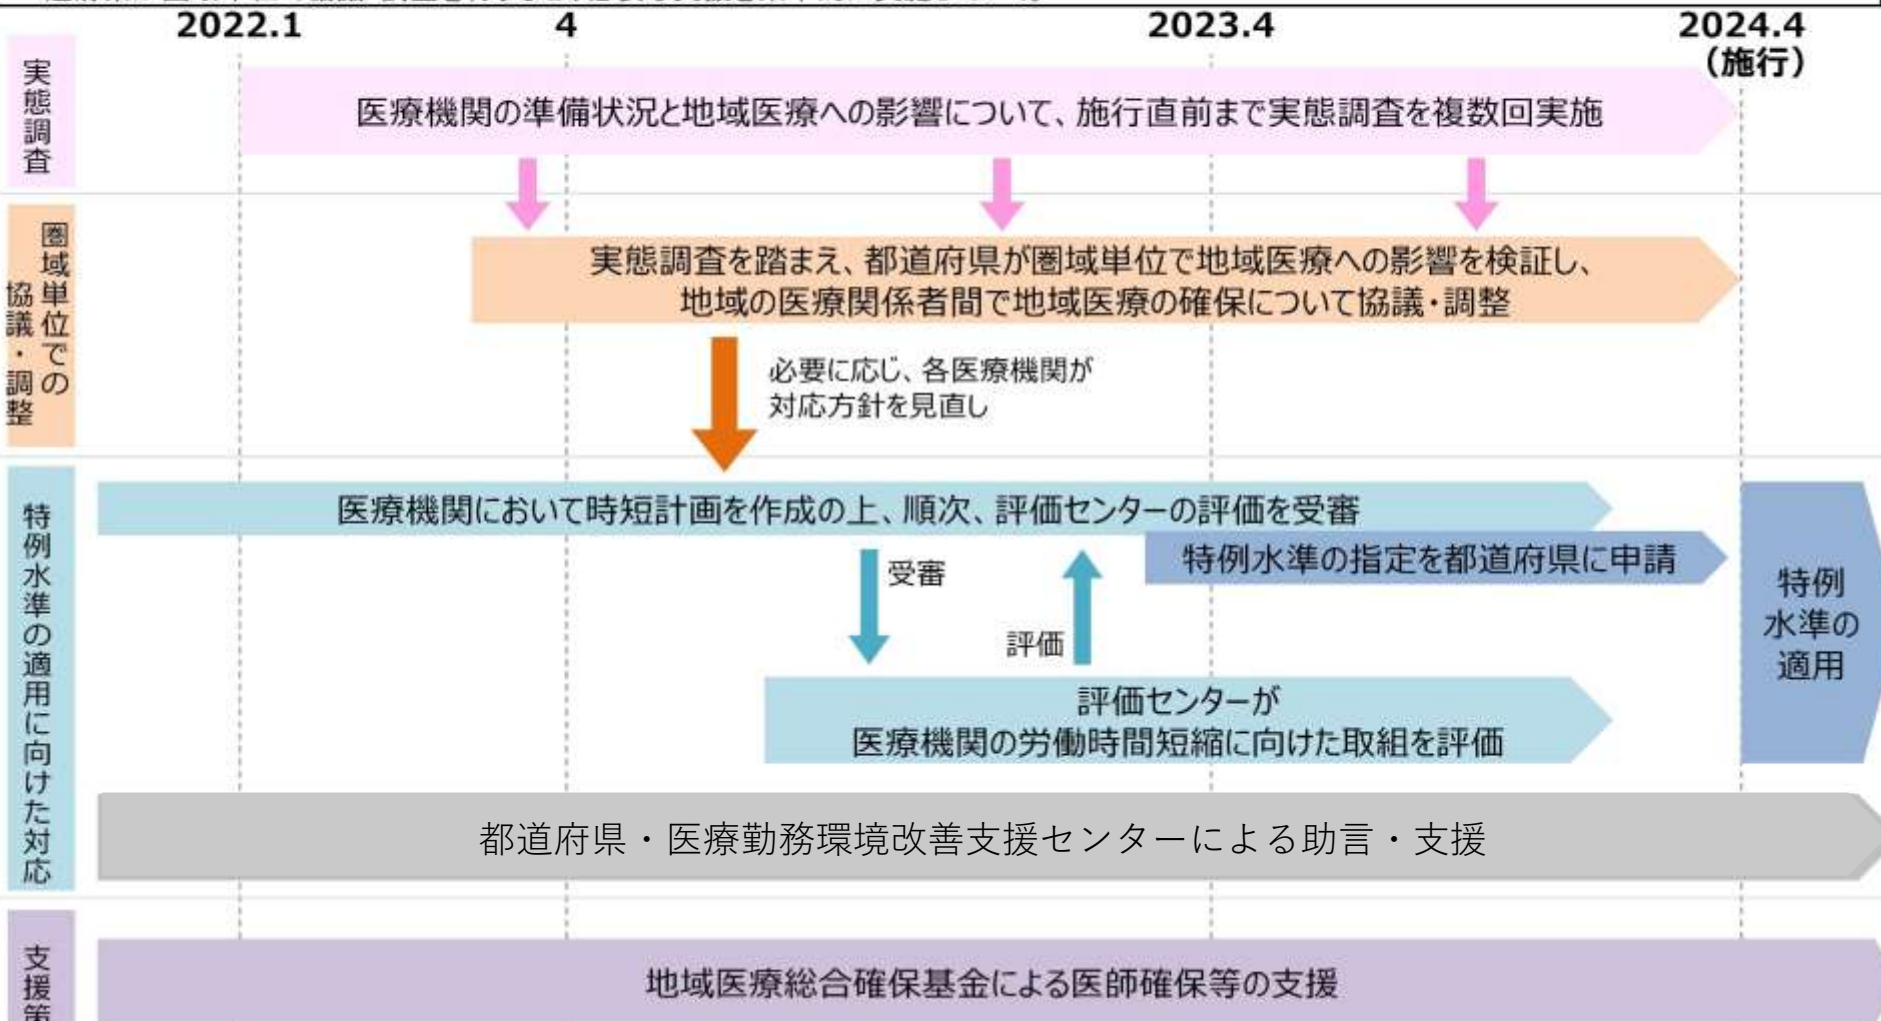 2022.1
4
2023.4
2024.4
(施行)
実態調査
医療機関の準備状況と地域医療への影響について、施行直前まで実態調査を複数回実施
圏域単位での
協議・調整
実態調査を踏まえ、都道府県が圏域単位で地域医療への影響を検証し、
地域の医療関係者間で地域医療の確保について協議・調整
必要に応じ、各医療機関が
対応方針を見直し
特例水準の適用に向けた対応
医療機関において時短計画を作成の上、順次、評価センターの評価を受審
特例水準の指定を都道府県に申請
受審
評価
評価センターが
医療機関の労働時間短縮に向けた取組を評価
特例
水準の
適用
都道府県・医療勤務環境改善支援センターによる助言・支援
支援策
地域医療総合確保基金による医師確保等の支援